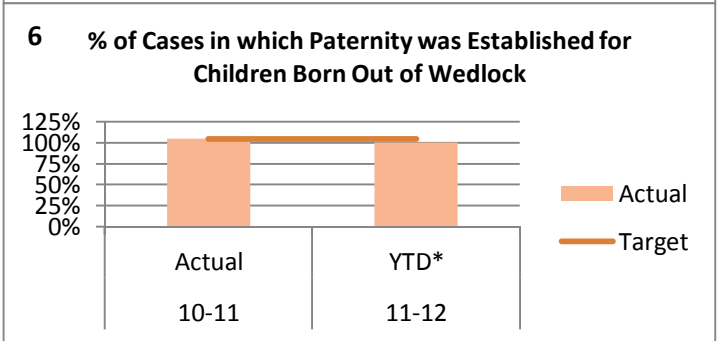 6 % of Cases in which Paternity was Established for
Children Born Out of Wedlock
125%
100%
75%
50%
25%
0%
Actual YTD*
10-11 11-12
Actual
Target